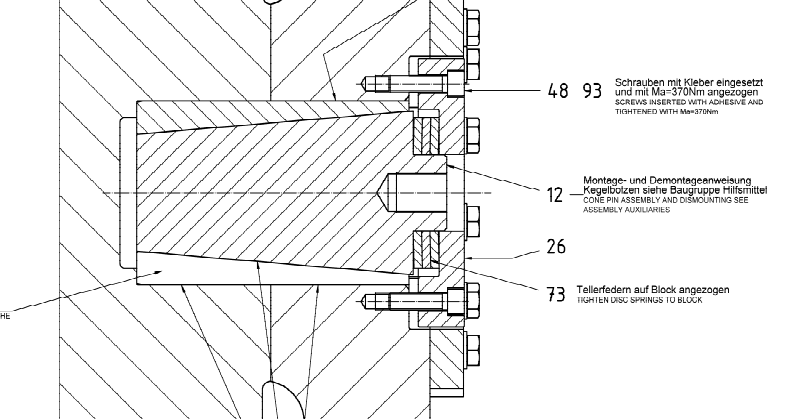 48 93 Schrauben mit Kleber eingesetzt
und mit Ma=370Nm angezogen
SCREWS INSERTED WITH ADHESIVE AND
TIGHTENED WITH Ma=370Nm
Montage- und Demontageanweisung
12 Kegelbolzen siehe Baugruppe Hilfsmittel
CONE PIN ASSEMBLY AND DISMOUNTING SEE
ASSEMBLY AUXILIARIES
26
73 Tellerfedern auf Block angezogen
TIGHTEN DISC SPRINGS TO BLOCK
HE